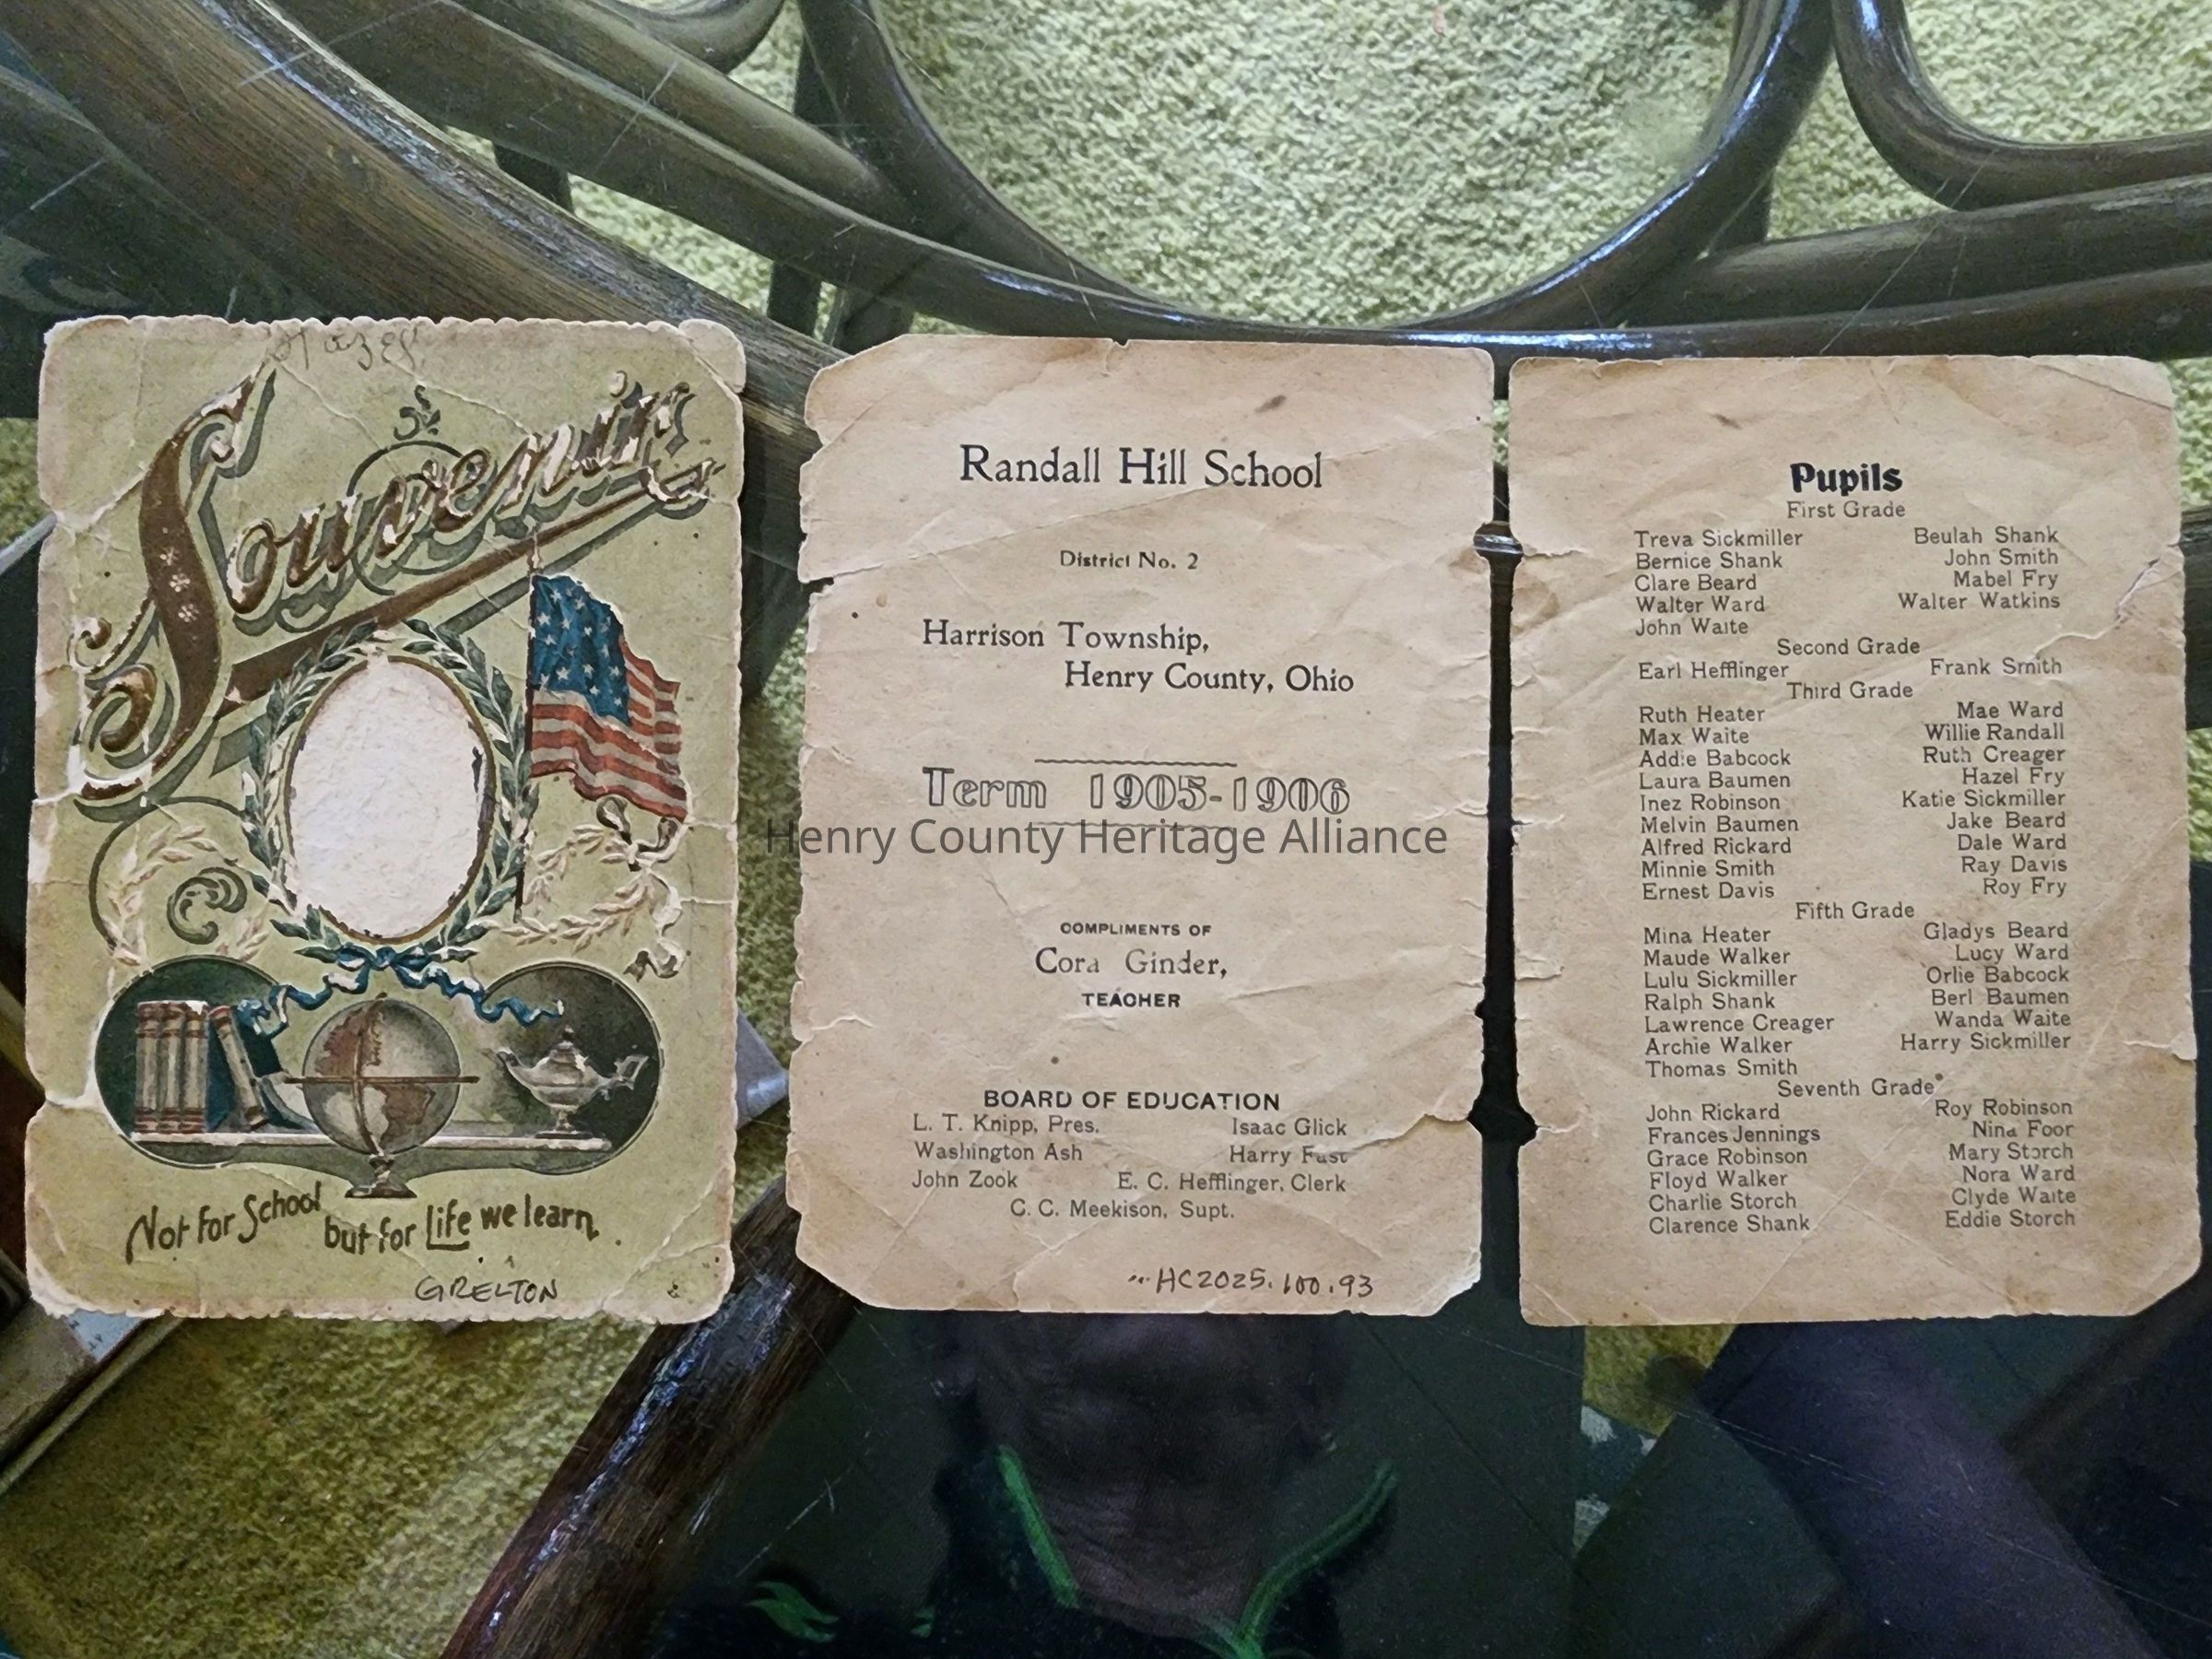 Hazel
Souvenir
Not for School but for Life we learn.
GRELTON
Randall Hill School
District No. 2
Harrison Township,
Henry County, Ohio
Term 1905-1906
Henry County Heritage Alliance
COMPLIMENTS OF
Cora Ginder,
TEACHER
BOARD OF EDUCATION
L. T. Knipp, Pres. Isaac Glick
Washington Ash Harry Fast
John Zook E. C. Hefflinger, Clerk
C. C. Meekison, Supt.
HC2025.100.93
Pupils
First Grade
Treva Sickmiller Beulah Shank
Bernice Shank John Smith
Clare Beard Mabel Fry
Walter Ward Walter Watkins
John Waite
Second Grade
Earl Hefflinger Frank Smith
Third Grade
Ruth Heater Mae Ward
Max Waite Willie Randall
Addie Babcock Ruth Creager
Laura Baumen Hazel Fry
Inez Robinson Katie Sickmiller
Melvin Baumen Jake Beard
Alfred Rickard Dale Ward
Minnie Smith Ray Davis
Ernest Davis Roy Fry
Fifth Grade
Mina Heater Gladys Beard
Maude Walker Lucy Ward
Lulu Sickmiller Orlie Babcock
Ralph Shank Berl Baumen
Lawrence Creager Wanda Waite
Archie Walker Harry Sickmiller
Thomas Smith
Seventh Grade
John Rickard Roy Robinson
Frances Jennings Nina Foor
Grace Robinson Mary Storch
Floyd Walker Nora Ward
Charlie Storch Clyde Waite
Clarence Shank Eddie Storch